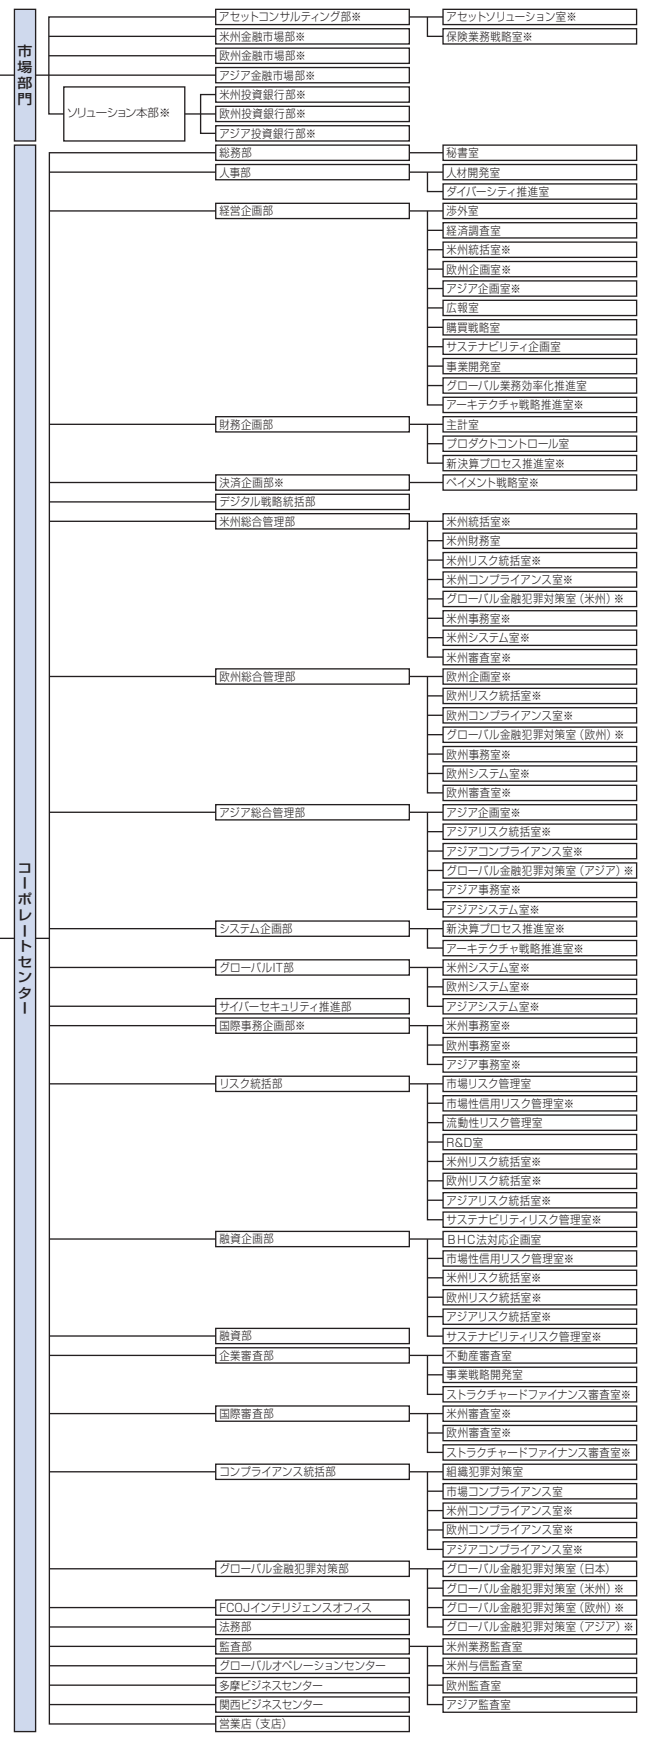 市場部門
アセットコンサルティング部※
アセットソリューション室※
米州金融市場部※
保険業務戦略室※
欧州金融市場部※
アジア金融市場部※
ソリューション本部※
米州投資銀行部※
欧州投資銀行部※
アジア投資銀行部※
コーポレートセンター
総務部
秘書室
人事部
人材開発室
ダイバーシティ推進室
経営企画部
渉外室
経済調査室
米州統括室※
欧州企画室※
アジア企画室※
広報室
購買戦略室
サステナビリティ企画室
事業開発室
グローバル業務効率化推進室
アーキテクチャ戦略推進室※
財務企画部
主計室
プロダクトコントロール室
新決算プロセス推進室※
決済企画部※
ペイメント戦略室※
デジタル戦略統括部
米州総合管理部
米州統括室※
米州財務室
米州リスク統括室※
米州コンプライアンス室※
グローバル金融犯罪対策室（米州）※
米州事務室※
米州システム室※
米州審査室※
欧州総合管理部
欧州企画室※
欧州リスク統括室※
欧州コンプライアンス室※
グローバル金融犯罪対策室（欧州）※
欧州事務室※
欧州システム室※
欧州審査室※
アジア総合管理部
アジア企画室※
アジアリスク統括室※
アジアコンプライアンス室※
グローバル金融犯罪対策室（アジア）※
アジア事務室※
アジアシステム室※
システム企画部
新決算プロセス推進室※
アーキテクチャ戦略推進室※
グローバルIT部
米州システム室※
欧州システム室※
サイバーセキュリティ推進部
アジアシステム室※
国際事務企画部※
米州事務室※
欧州事務室※
アジア事務室※
リスク統括部
市場リスク管理室
市場性信用リスク管理室※
流動性リスク管理室
R&D室
米州リスク統括室※
欧州リスク統括室※
アジアリスク統括室※
サステナビリティリスク管理室※
融資企画部
BHC法対応企画室
市場性信用リスク管理室※
米州リスク統括室※
欧州リスク統括室※
アジアリスク統括室※
融資部
サステナビリティリスク管理室※
企業審査部
不動産審査室
事業戦略開発室
ストラクチャードファイナンス審査室※
国際審査部
米州審査室※
欧州審査室※
ストラクチャードファイナンス審査室※
コンプライアンス統括部
組織犯罪対策室
市場コンプライアンス室
米州コンプライアンス室※
欧州コンプライアンス室※
アジアコンプライアンス室※
グローバル金融犯罪対策部
グローバル金融犯罪対策室（日本）
グローバル金融犯罪対策室（米州）※
FCOJインテリジェンスオフィス
グローバル金融犯罪対策室（欧州）※
法務部
グローバル金融犯罪対策室（アジア）※
監査部
米州業務監査室
グローバルオペレーションセンター
米州与信監査室
多摩ビジネスセンター
欧州監査室
関西ビジネスセンター
アジア監査室
営業店（支店）